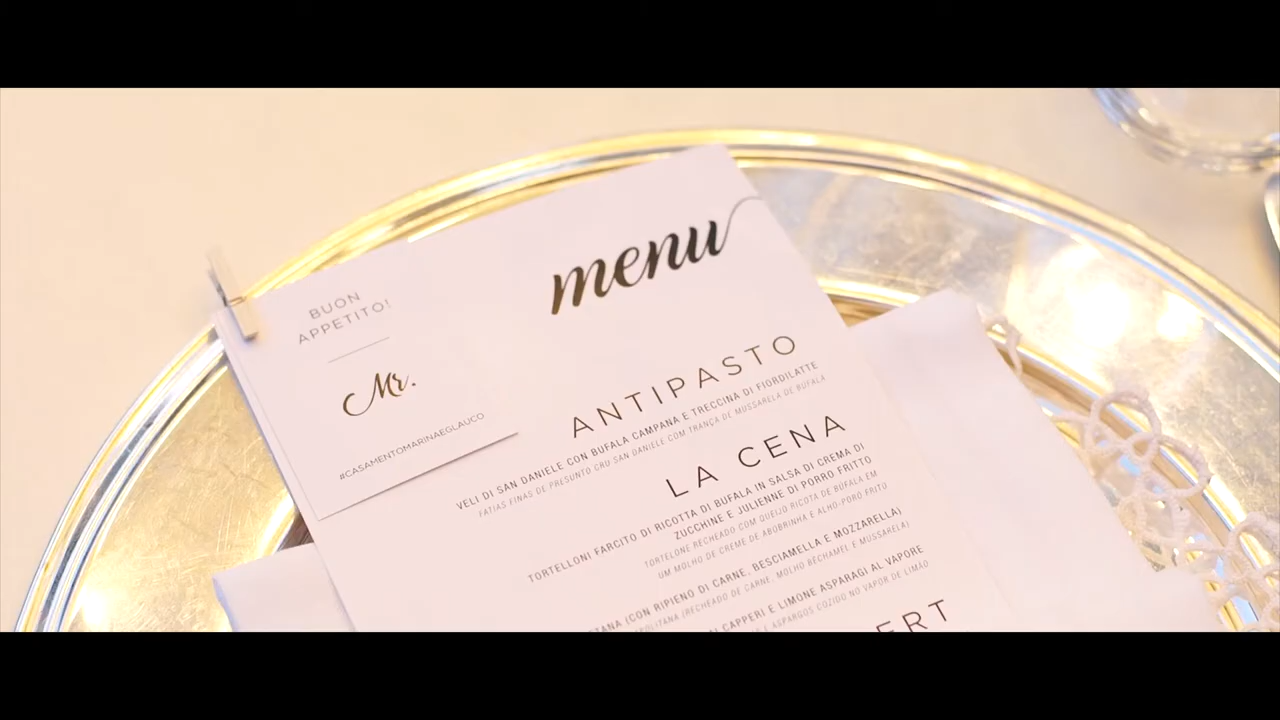 BUON
APPETITO!
Mr.
#CASAMENTOMARINAEGLAUCO
menu
ANTIPASTO
VELI DI SAN DANIELE CON BUFALA CAMPANA E TRECCINA DI FIORDILATTE
FATIAS FINAS DE PRESUNTO CRU SAN DANIELE COM TRANÇA DE MUSSARELA DE BUFALA
LA CENA
TORTELLONI FARCITO DI RICOTTA DI BUFALA IN SALSA DI CREMA DI
ZUCCHINE E JULIENNE DI PORRO FRITTO
TORTELONE RECHEADO COM QUEIJO RICOTA DE BÚFALA EM
UM MOLHO DE CREME DE ABOBRINHA E ALHO-PORÓ FRITO
(CON RIPIENO DI CARNE, BESCIAMELLA E MOZZARELLA)
(RECHEADO DE CARNE, MOLHO BÈCHAMEL E MUSSARELA)
CAPPERI E LIMONE ASPARAGI AL VAPORE
E ASPARGOS COZIDO NO VAPOR DE LIMÃO